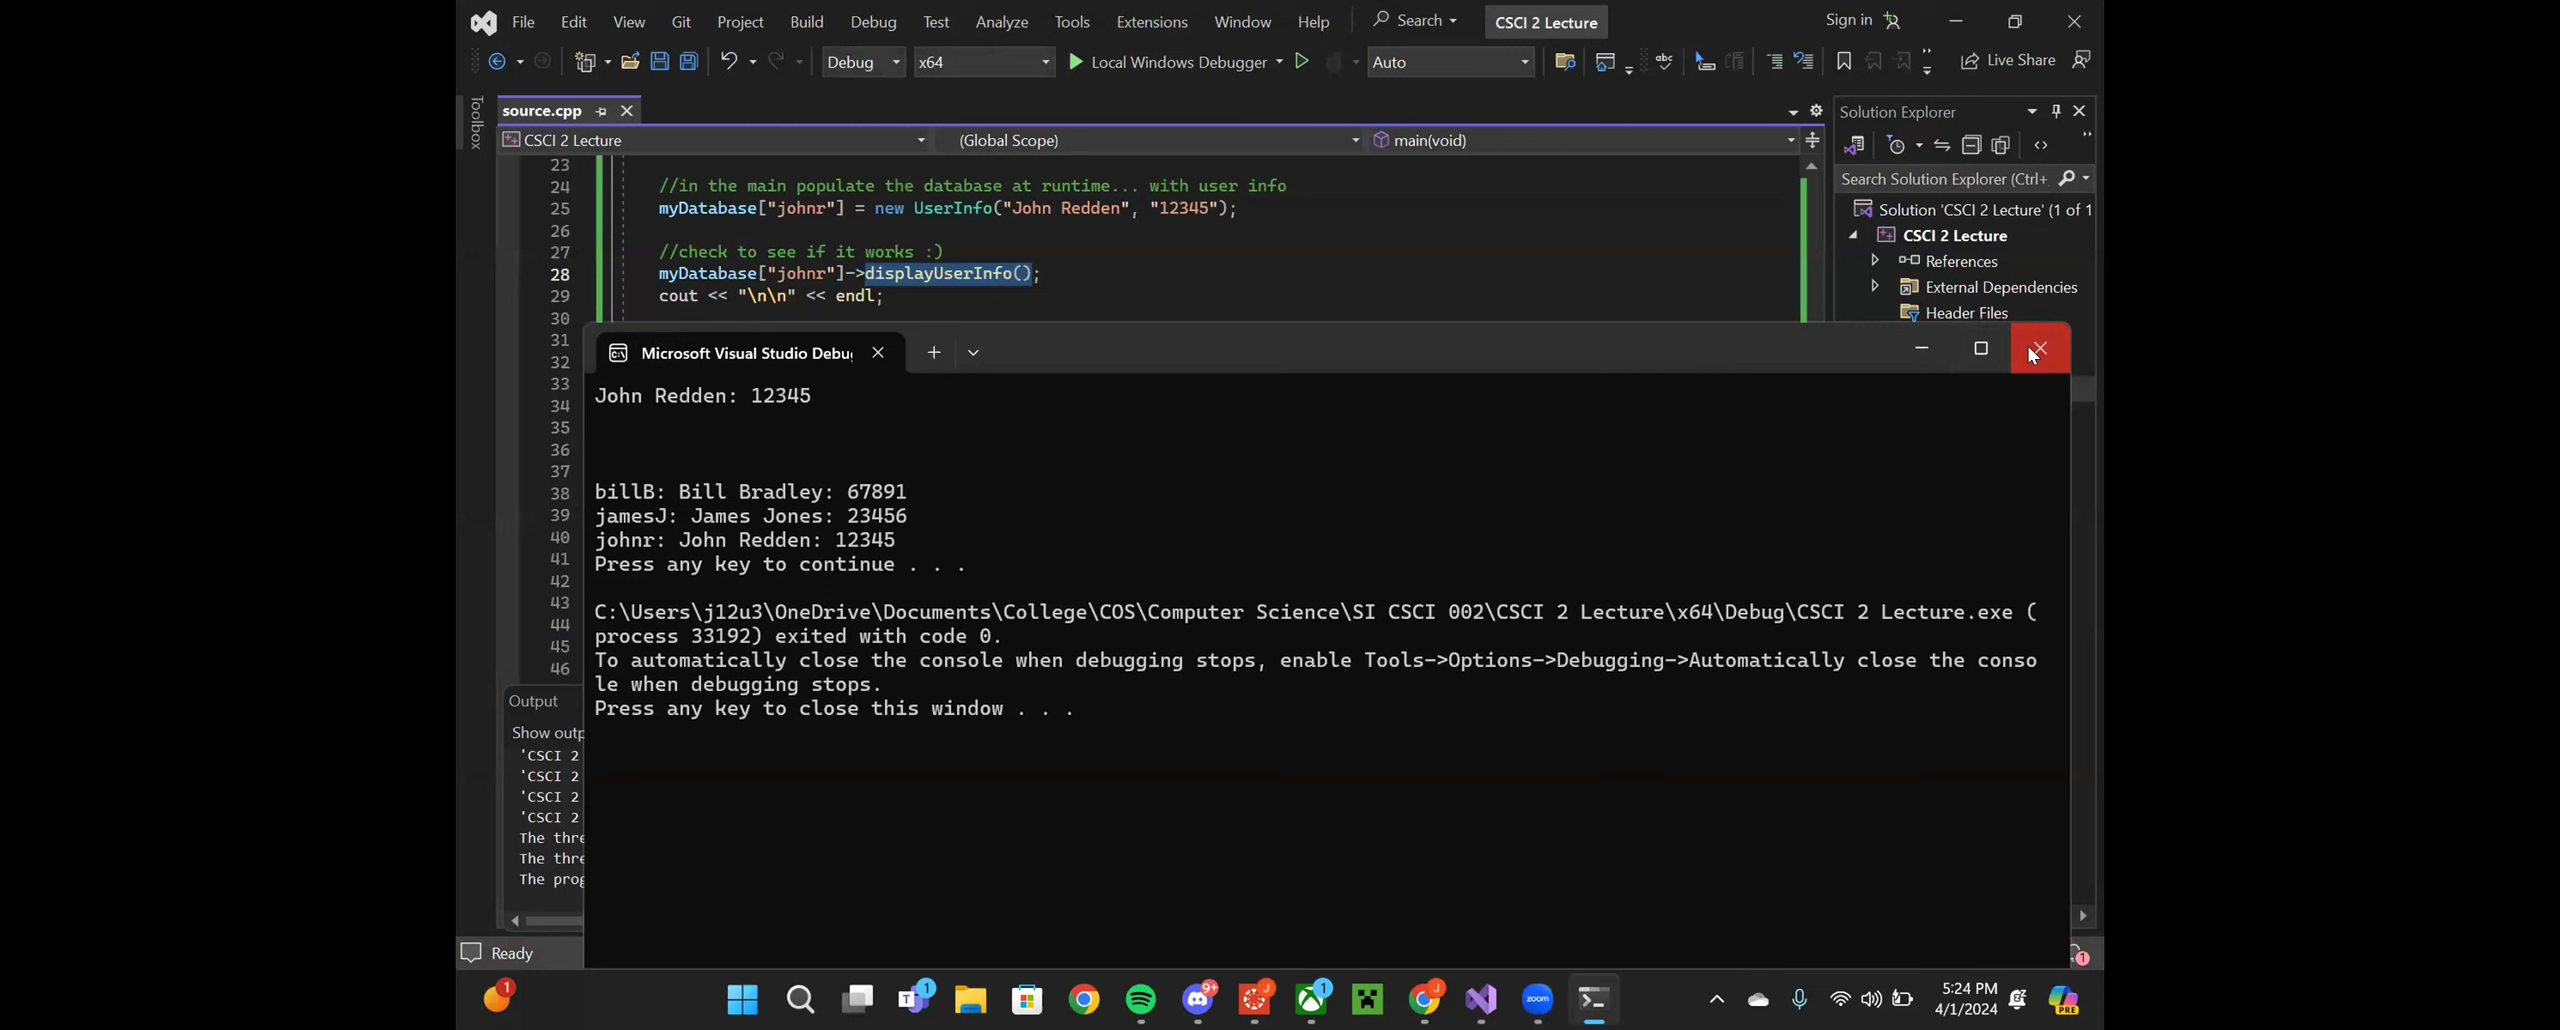 File Edit View Git Project Build Debug Test Analyze Tools Extensions Window Help Search CSCI 2 Lecture Sign in
Debug x64 Local Windows Debugger Auto Live Share
Toolbox
source.cpp
CSCI 2 Lecture (Global Scope) main(void)
23
24 //in the main populate the database at runtime... with user info
25 myDatabase["johnr"] = new UserInfo("John Redden", "12345");
26
27 //check to see if it works :)
28 myDatabase["johnr"]->displayUserInfo();
29 cout << "\n\n" << endl;
30
31
32
33
34
35
36
37
38
39
40
41
42
43
44
45
46
Solution Explorer
Search Solution Explorer (Ctrl+
Solution 'CSCI 2 Lecture' (1 of 1
CSCI 2 Lecture
References
External Dependencies
Header Files
Microsoft Visual Studio Debu
John Redden: 12345
billB: Bill Bradley: 67891
jamesJ: James Jones: 23456
johnr: John Redden: 12345
Press any key to continue . . .
C:\Users\j12u3\OneDrive\Documents\College\COS\Computer Science\SI CSCI 002\CSCI 2 Lecture\x64\Debug\CSCI 2 Lecture.exe (
process 33192) exited with code 0.
To automatically close the console when debugging stops, enable Tools->Options->Debugging->Automatically close the conso
le when debugging stops.
Press any key to close this window . . .
Output
Show outp
'CSCI 2
'CSCI 2
'CSCI 2
'CSCI 2
The thre
The thre
The prog
Ready
1
1 1 9+ J 1 J zoom 5:24 PM
4/1/2024
PRE